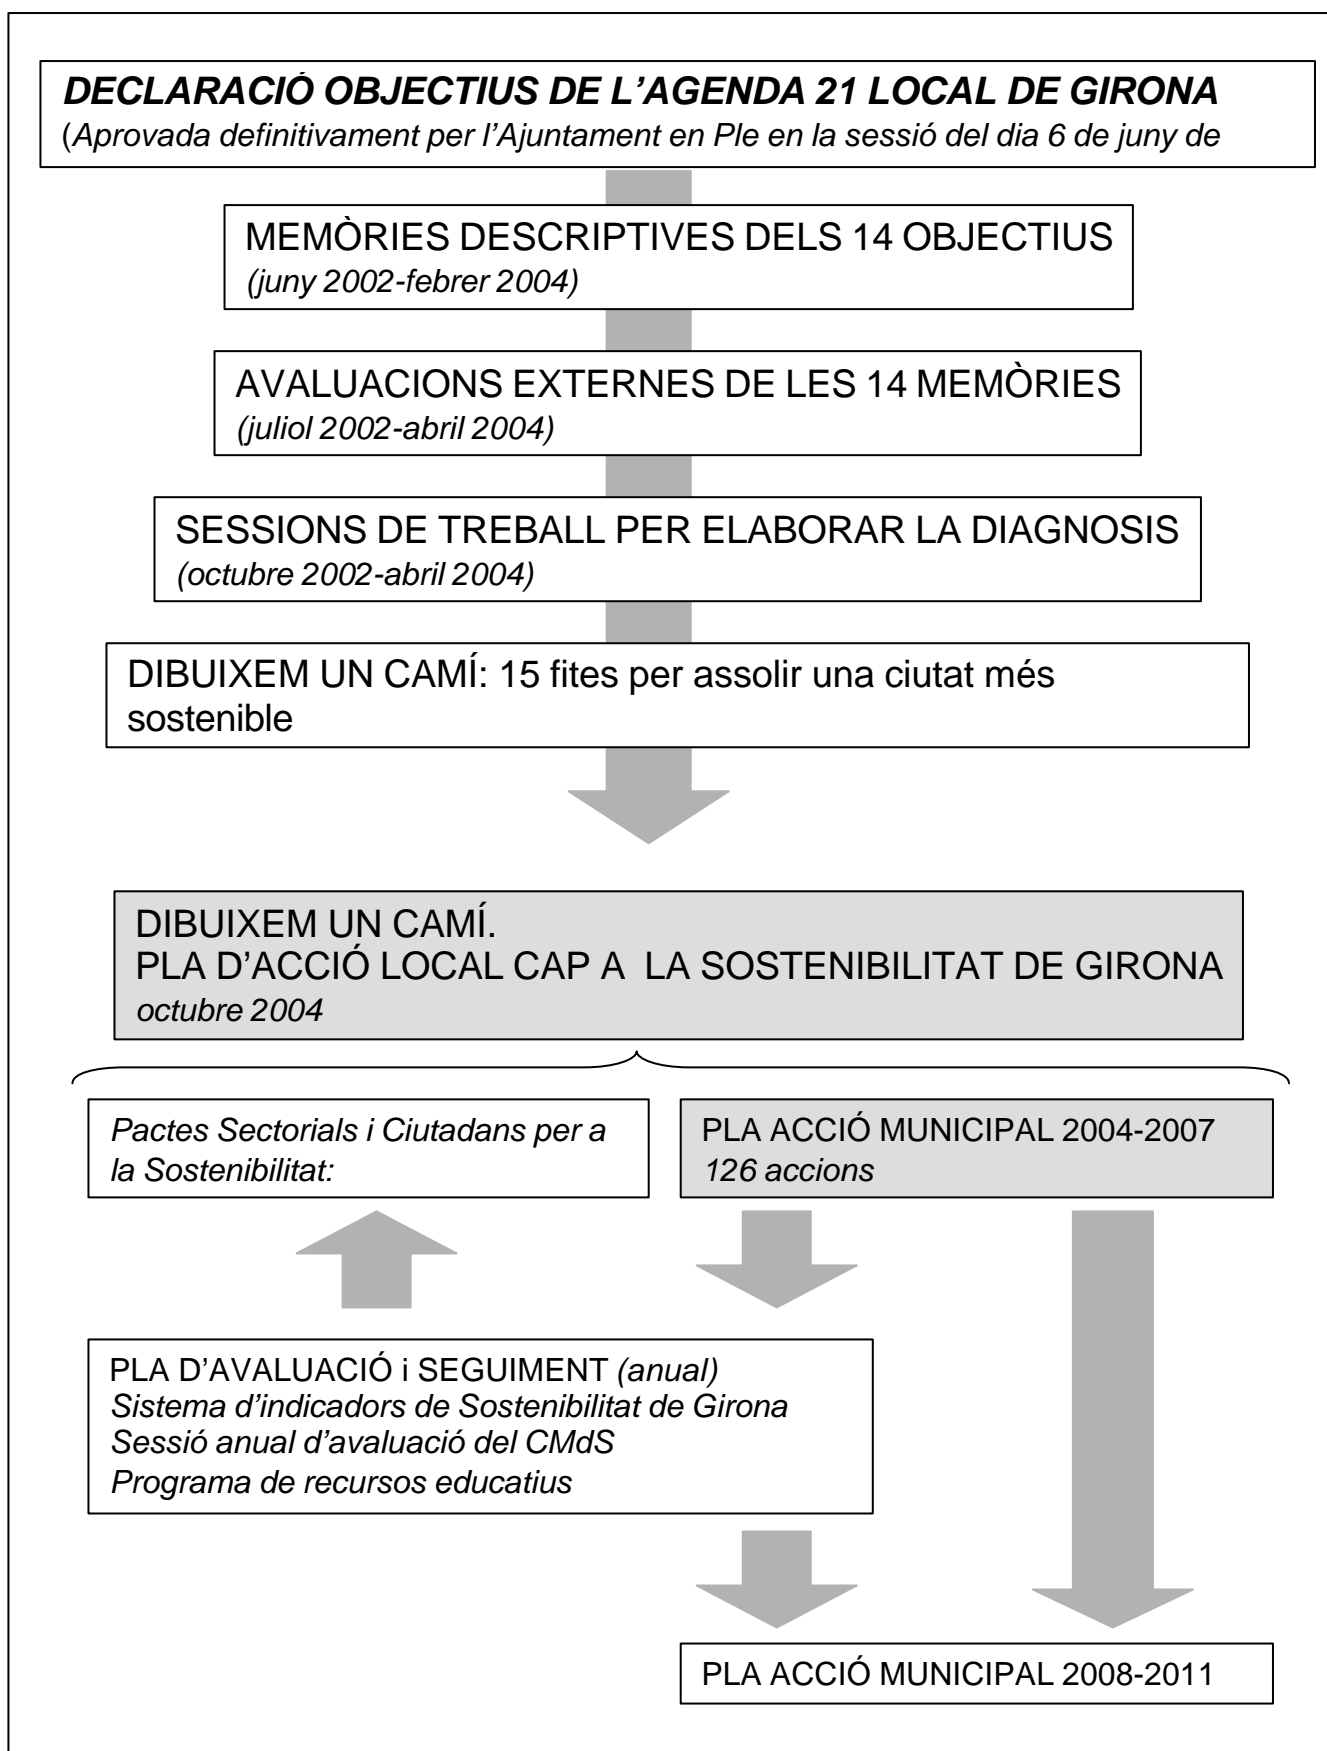 DECLARACIÓ OBJECTIUS DE L’AGENDA 21 LOCAL DE GIRONA
(Aprovada definitivament per l’Ajuntament en Ple en la sessió del dia 6 de juny de
MEMÒRIES DESCRIPTIVES DELS 14 OBJECTIUS
(juny 2002-febrer 2004)
AVALUACIONS EXTERNES DE LES 14 MEMÒRIES
(juliol 2002-abril 2004)
SESSIONS DE TREBALL PER ELABORAR LA DIAGNOSIS
(octubre 2002-abril 2004)
DIBUIXEM UN CAMÍ: 15 fites per assolir una ciutat més
sostenible
DIBUIXEM UN CAMÍ.
PLA D’ACCIÓ LOCAL CAP A LA SOSTENIBILITAT DE GIRONA
octubre 2004
Pactes Sectorials i Ciutadans per a
la Sostenibilitat:
PLA ACCIÓ MUNICIPAL 2004-2007
126 accions
PLA D’AVALUACIÓ i SEGUIMENT (anual)
Sistema d’indicadors de Sostenibilitat de Girona
Sessió anual d’avaluació del CMdS
Programa de recursos educatius
PLA ACCIÓ MUNICIPAL 2008-2011